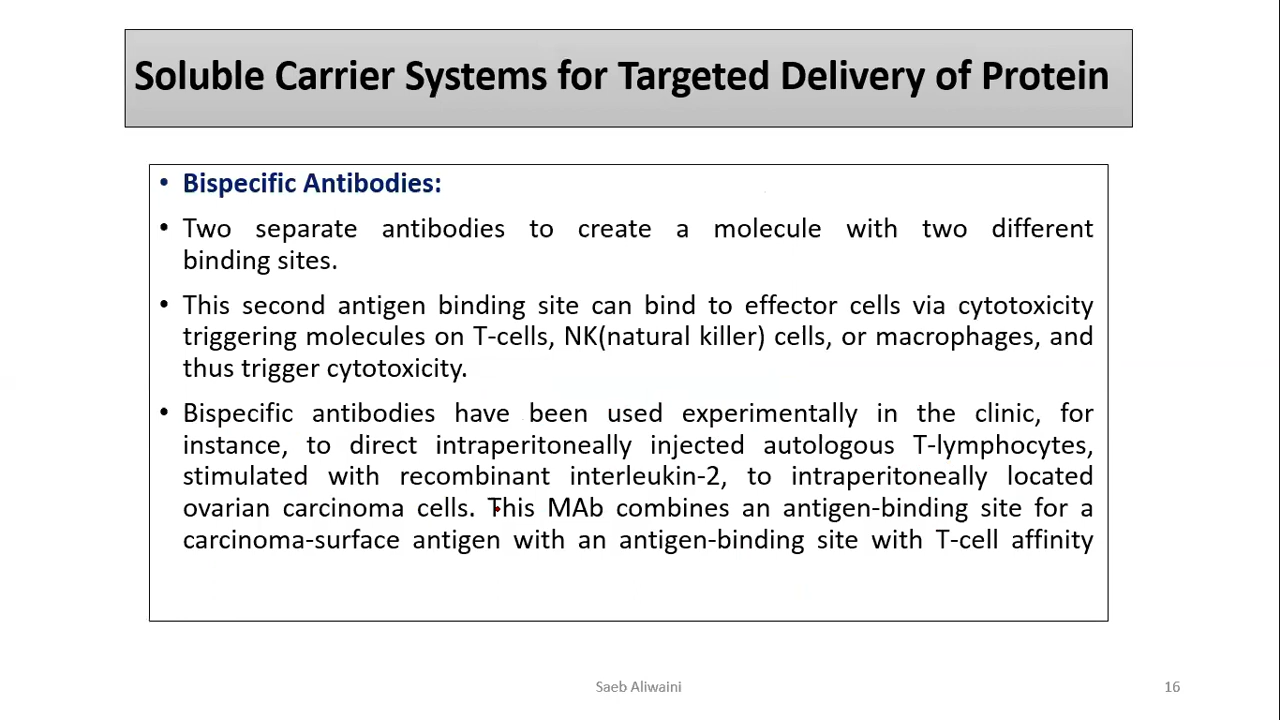 Soluble Carrier Systems for Targeted Delivery of Protein
• Bispecific Antibodies:
• Two separate antibodies to create a molecule with two different
binding sites.
• This second antigen binding site can bind to effector cells via cytotoxicity
triggering molecules on T-cells, NK(natural killer) cells, or macrophages, and
thus trigger cytotoxicity.
• Bispecific antibodies have been used experimentally in the clinic, for
instance, to direct intraperitoneally injected autologous T-lymphocytes,
stimulated with recombinant interleukin-2, to intraperitoneally located
ovarian carcinoma cells. This MAb combines an antigen-binding site for a
carcinoma-surface antigen with an antigen-binding site with T-cell affinity
Saeb Aliwaini
16